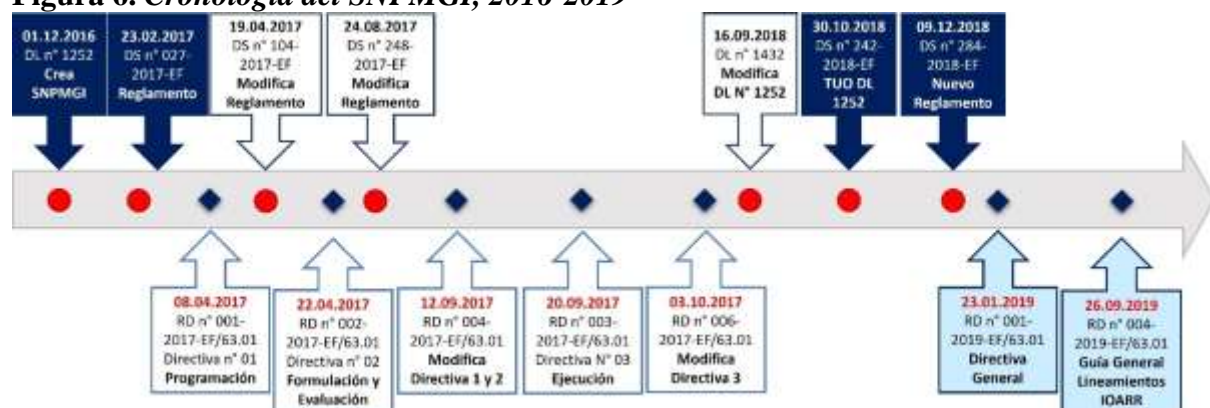 Figura 6. Cronología del SNPMGI, 2016-2019
01.12.2016
DL n° 1252
Crea
SNPMGI
23.02.2017
DS n° 027-
2017-EF
Reglamento
19.04.2017
DS n° 104-
2017-EF
Modifica
Reglamento
24.08.2017
DS n° 248-
2017-EF
Modifica
Reglamento
16.09.2018
DL n° 1432
Modifica
DL N° 1252
30.10.2018
DS n° 242-
2018-EF
TUO DL
1252
09.12.2018
DS n° 284-
2018-EF
Nuevo
Reglamento
08.04.2017
RD n° 001-
2017-EF/63.01
Directiva n° 01
Programación
22.04.2017
RD n° 002-
2017-EF/63.01
Directiva n° 02
Formulación y
Evaluación
12.09.2017
RD n° 004-
2017-EF/63.01
Modifica
Directiva 1 y 2
20.09.2017
RD n° 003-
2017-EF/63.01
Directiva N° 03
Ejecución
03.10.2017
RD n° 006-
2017-EF/63.01
Modifica
Directiva 3
23.01.2019
RD n° 001-
2019-EF/63.01
Directiva
General
26.09.2019
RD n° 004-
2019-EF/63.01
Guía General
Lineamientos
IOARR